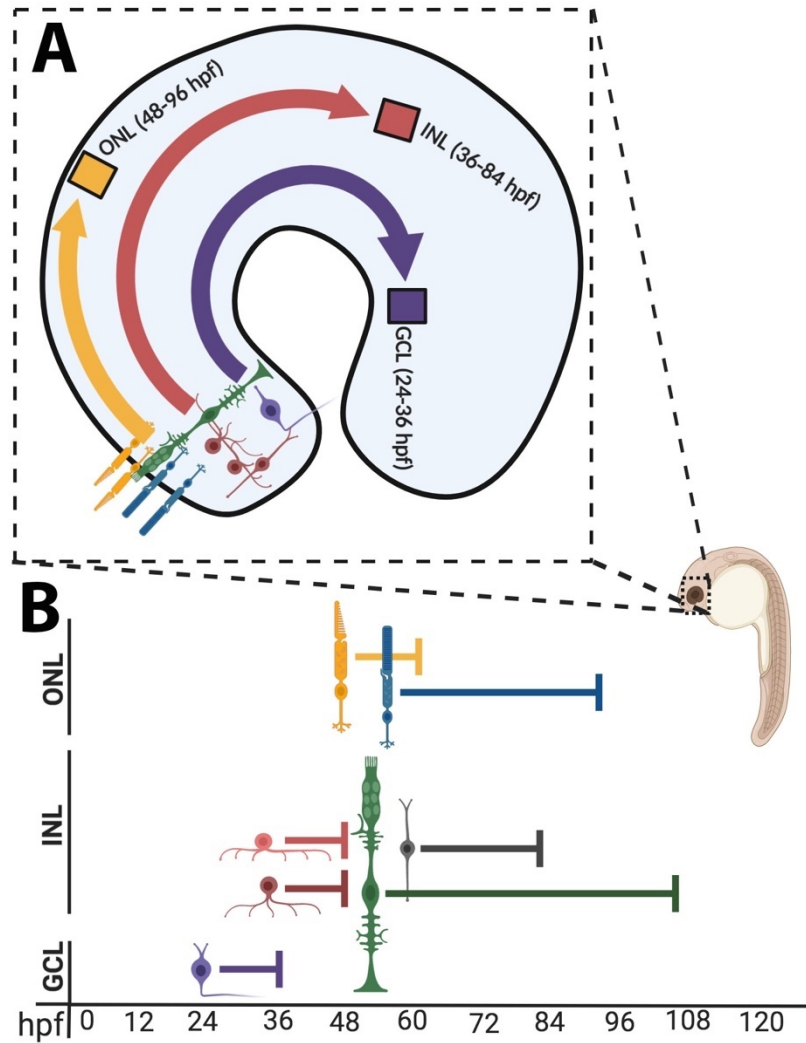 A
ONL (48-96 hpf)
INL (36-84 hpf)
GCL (24-36 hpf)
B
ONL
INL
GCL
hpf 0 12 24 36 48 60 72 84 96 108 120